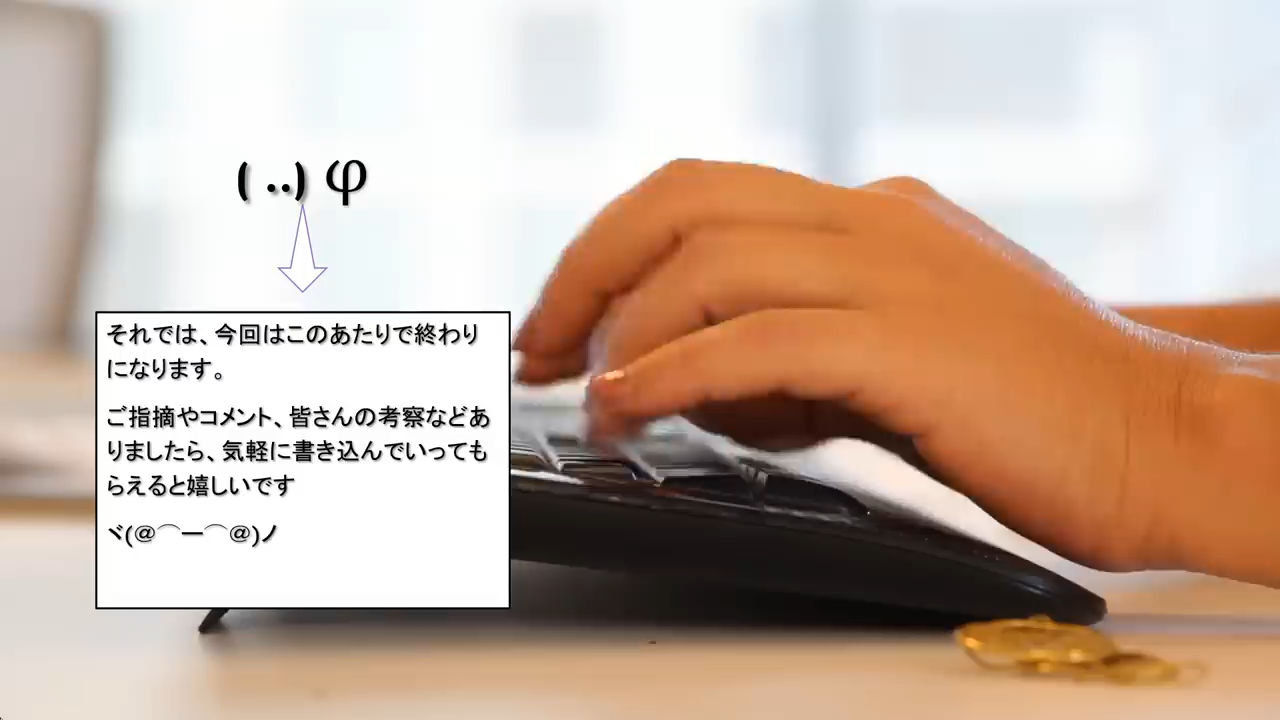 ( ..) φ
それでは、今回はこのあたりで終わり
になります。
ご指摘やコメント、皆さんの考察などあ
りましたら、気軽に書き込んでいっても
らえると嬉しいです
ヾ(@⌒ー⌒@)ノ